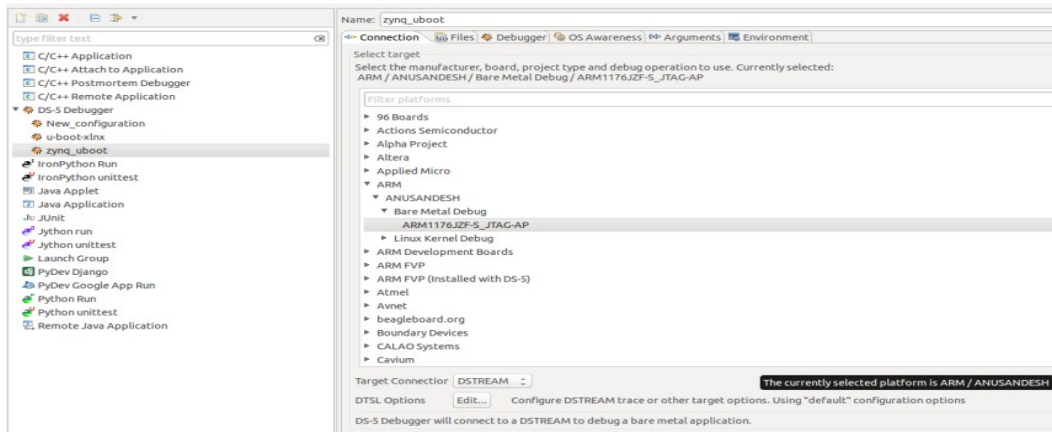 type filter text
C/C++ Application
C/C++ Attach to Application
C/C++ Postmortem Debugger
C/C++ Remote Application
DS-5 Debugger
New_configuration
u-boot-xlnx
zynq_uboot
IronPython Run
IronPython unittest
Java Applet
Java Application
JUnit
Jython run
Jython unittest
Launch Group
PyDev Django
PyDev Google App Run
Python Run
Python unittest
Remote Java Application
Name: zynq_uboot
Connection Files Debugger OS Awareness Arguments Environment
Select target
Select the manufacturer, board, project type and debug operation to use. Currently selected:
ARM / ANUSANDESH / Bare Metal Debug / ARM1176JZF-S_JTAG-AP
Filter platforms
96 Boards
Actions Semiconductor
Alpha Project
Altera
Applied Micro
ARM
ANUSANDESH
Bare Metal Debug
ARM1176JZF-S_JTAG-AP
Linux Kernel Debug
ARM Development Boards
ARM FVP
ARM FVP (Installed with DS-5)
Atmel
Avnet
beagleboard.org
Boundary Devices
CALAO Systems
Cavium
Target Connection DSTREAM
The currently selected platform is ARM / ANUSANDESH
DTSL Options Edit... Configure DSTREAM trace or other target options. Using "default" configuration options
DS-5 Debugger will connect to a DSTREAM to debug a bare metal application.